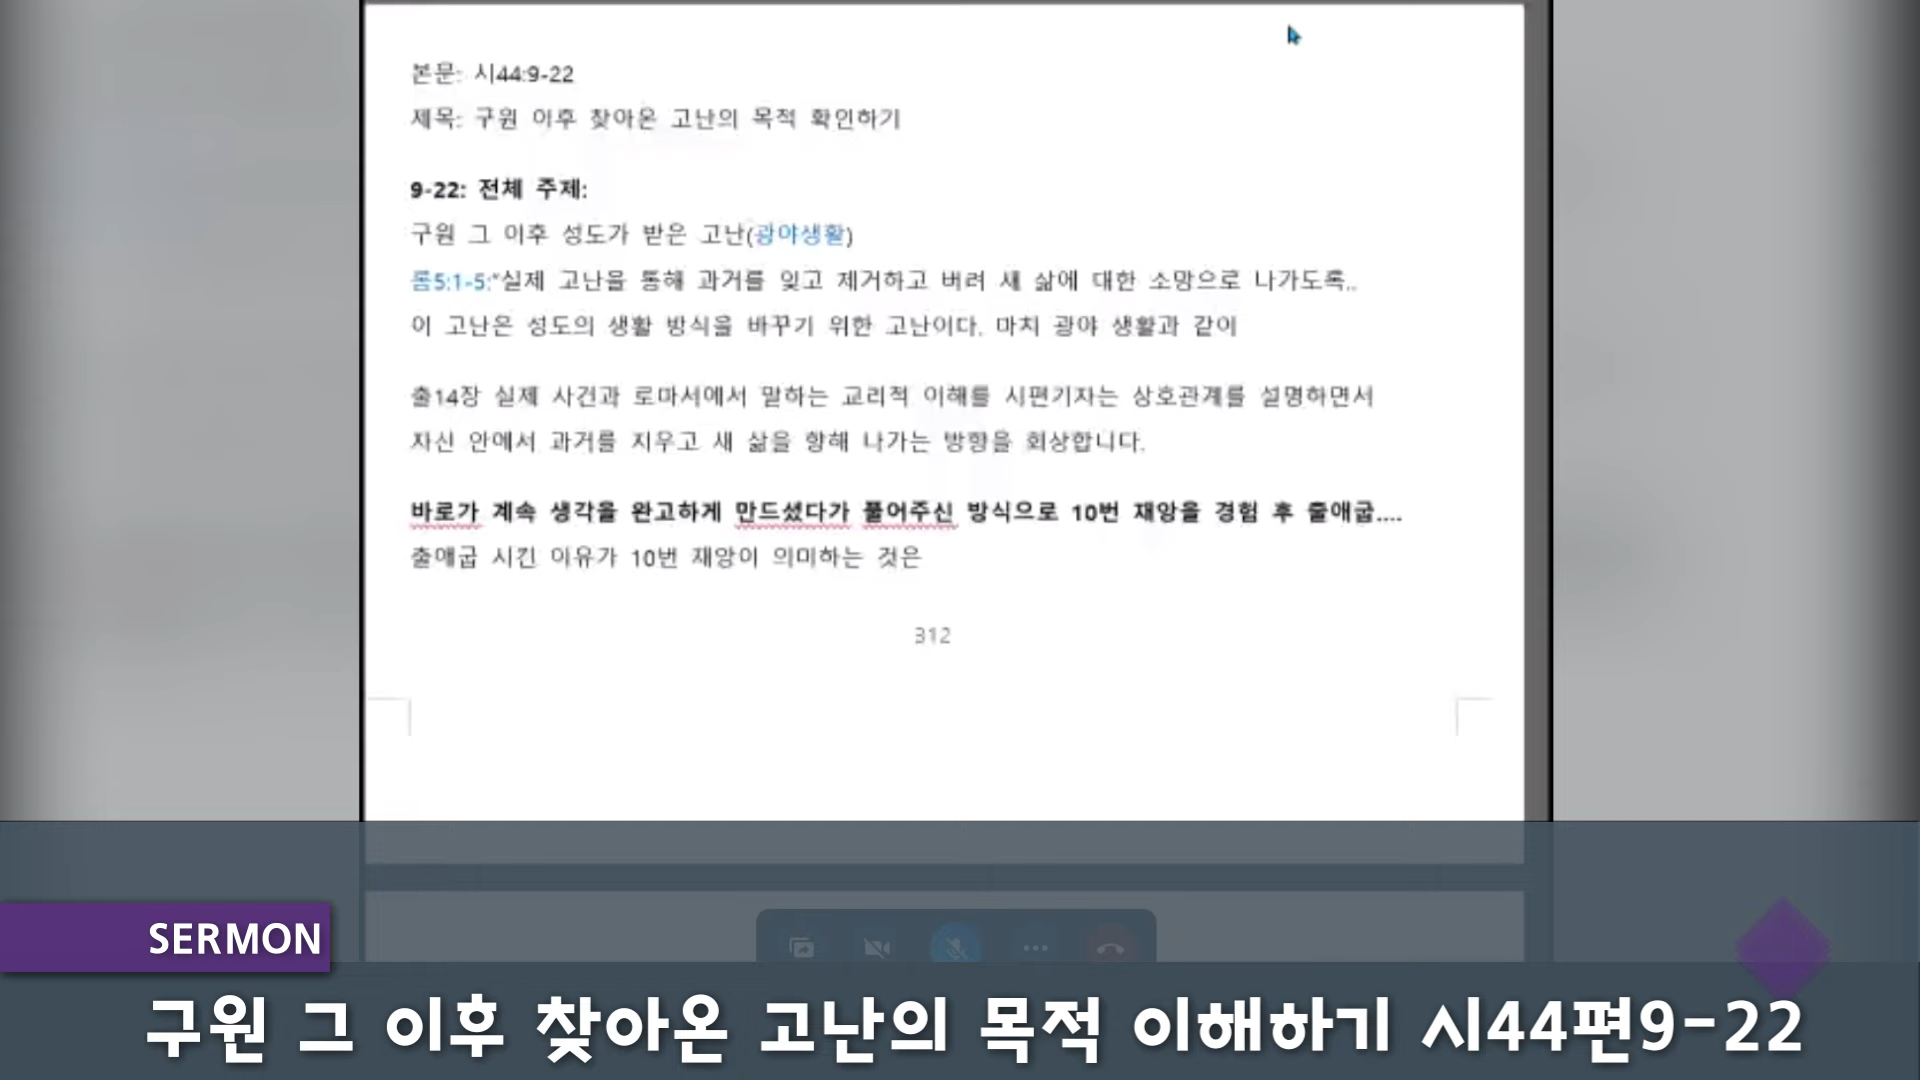 본문: 시44:9-22
제목: 구원 이후 찾아온 고난의 목적 확인하기
9-22: 전체 주제:
구원 그 이후 성도가 받은 고난(광야생활)
롬5:1-5:“실제 고난을 통해 과거를 잊고 제거하고 버려 새 삶에 대한 소망으로 나가도록..
이 고난은 성도의 생활 방식을 바꾸기 위한 고난이다. 마치 광야 생활과 같이
출14장 실제 사건과 로마서에서 말하는 교리적 이해를 시편기자는 상호관계를 설명하면서
자신 안에서 과거를 지우고 새 삶을 향해 나가는 방향을 회상합니다.
바로가 계속 생각을 완고하게 만드셨다가 풀어주신 방식으로 10번 재앙을 경험 후 출애굽....
출애굽 시킨 이유가 10번 재앙이 의미하는 것은
312
SERMON
구원 그 이후 찾아온 고난의 목적 이해하기 시44편9-22